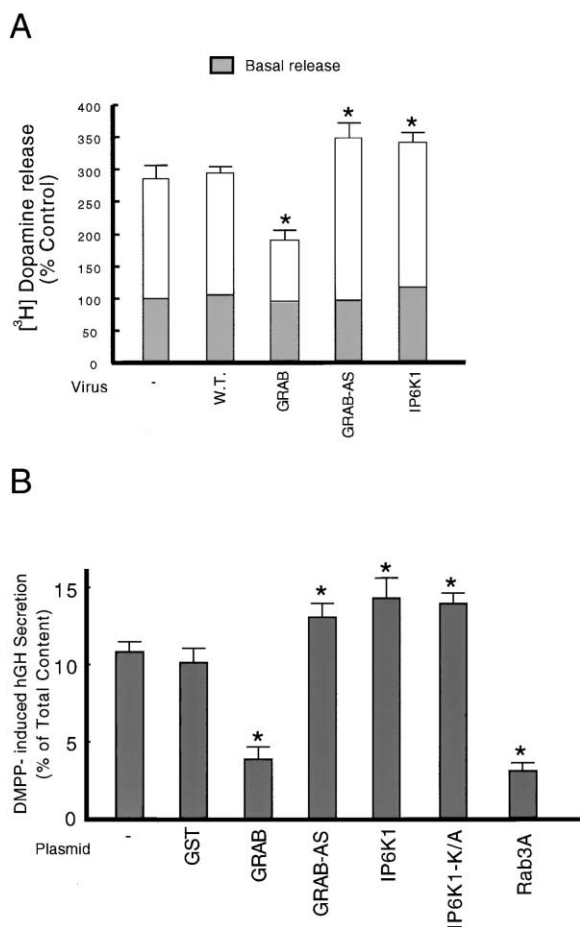 A
Basal release
[³H] Dopamine release
(% Control)
400
350
300
250
200
150
100
50
0
* * *
Virus - W.T. GRAB GRAB-AS IP6K1
B
DMPP- induced hGH Secretion
(% of Total Content)
15
10
5
0
* * * * *
Plasmid - GST GRAB GRAB-AS IP6K1 IP6K1-K/A Rab3A